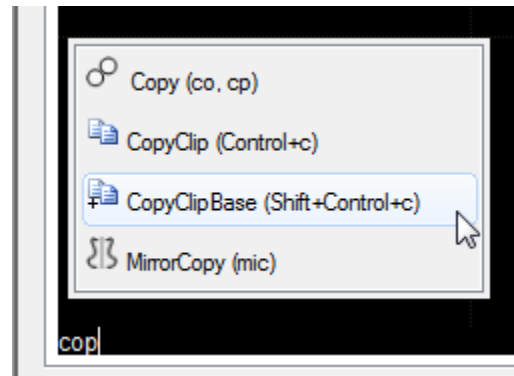 Copy (co, cp)
CopyClip (Control+c)
CopyClipBase (Shift+Control+c)
MirrorCopy (mic)
cop